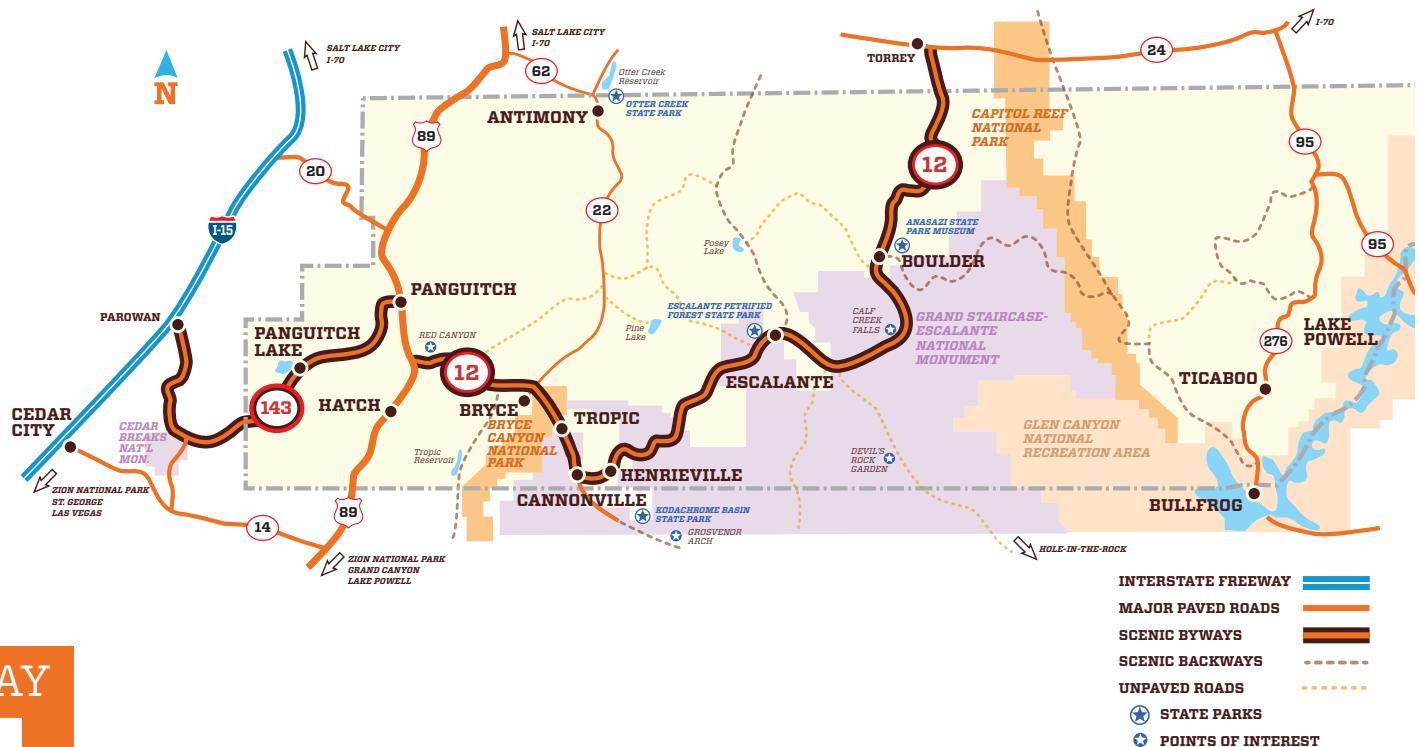 SALT LAKE CITY
I-70
SALT LAKE CITY
I-70
I-70
N
62
Otter Creek
Reservoir
OTTER CREEK
STATE PARK
TORREY
24
ANTIMONY
89
CAPITOL REEF
NATIONAL
PARK
95
20
12
22
I-15
ANASAZI STATE
PARK MUSEUM
95
Posey
Lake
BOULDER
PANGUITCH
PAROWAN
ESCALANTE PETRIFIED
FOREST STATE PARK
CALF
CREEK
FALLS
GRAND STAIRCASE-
ESCALANTE
NATIONAL
MONUMENT
LAKE
POWELL
PANGUITCH
LAKE
RED CANYON
Pine
Lake
276
12
ESCALANTE
TICABOO
143
HATCH
BRYCE
CEDAR
CITY
CEDAR
BREAKS
NAT'L
MON.
BRYCE
CANYON
NATIONAL
PARK
TROPIC
GLEN CANYON
NATIONAL
RECREATION AREA
Tropic
Reservoir
DEVIL'S
ROCK
GARDEN
HENRIEVILLE
CANNONVILLE
ZION NATIONAL PARK
ST. GEORGE
LAS VEGAS
89
KODACHROME BASIN
STATE PARK
BULLFROG
14
GROSVENOR
ARCH
HOLE-IN-THE-ROCK
ZION NATIONAL PARK
GRAND CANYON
LAKE POWELL
INTERSTATE FREEWAY
MAJOR PAVED ROADS
SCENIC BYWAYS
SCENIC BACKWAYS
UNPAVED ROADS
STATE PARKS
POINTS OF INTEREST
AY